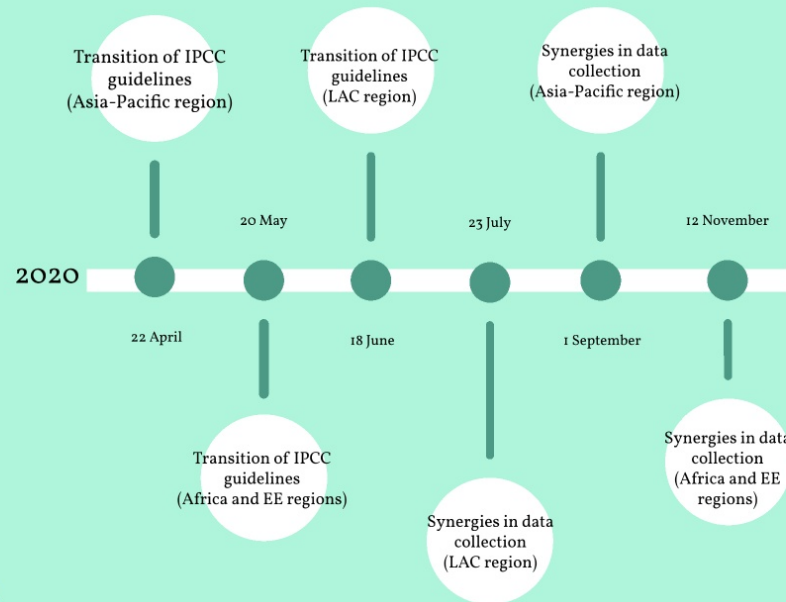 Transition of IPCC
guidelines
(Asia-Pacific region)
Transition of IPCC
guidelines
(LAC region)
Synergies in data
collection
(Asia-Pacific region)
20 May
23 July
12 November
2020
22 April
18 June
1 September
Transition of IPCC
guidelines
(Africa and EE regions)
Synergies in data
collection
(LAC region)
Synergies in data
collection
(Africa and EE
regions)